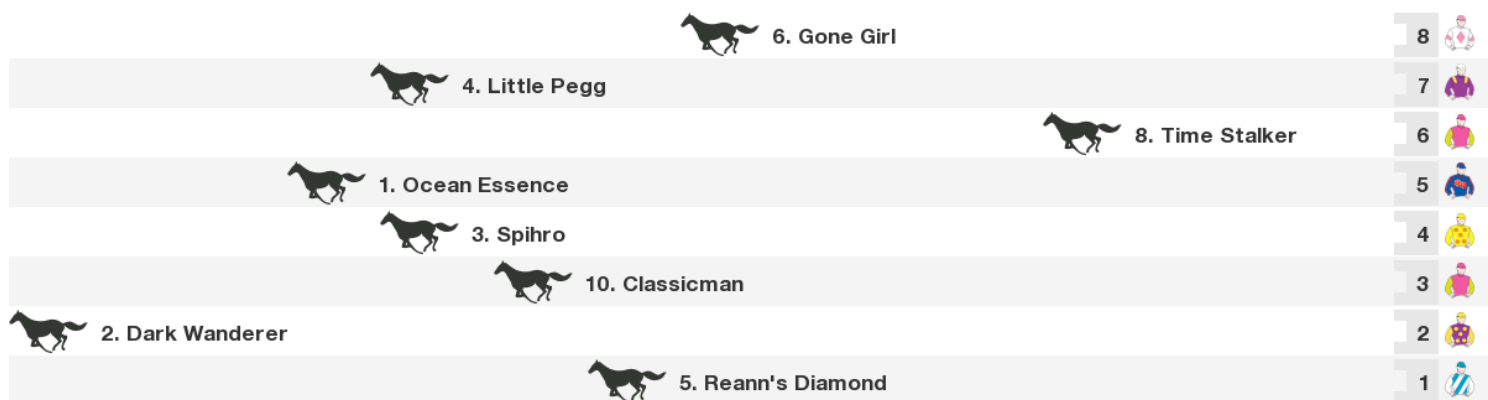 6. Gone Girl 8
4. Little Pegg 7
8. Time Stalker 6
1. Ocean Essence 5
3. Spihro 4
10. Classicman 3
2. Dark Wanderer 2
5. Reann's Diamond 1